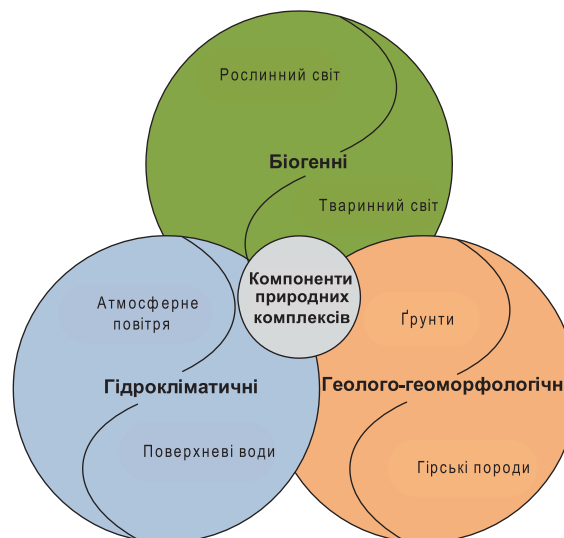 Рослинний світ
Біогенні
Тваринний світ
Компоненти
природних
комплексів
Атмосферне
повітря
Ґрунти
Гідрокліматичні
Геолого-геоморфологічн
Поверхневі води
Гірські породи